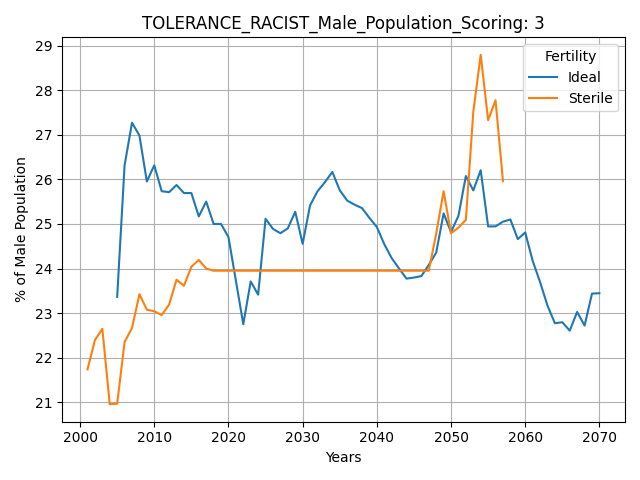 TOLERANCE_RACIST_Male_Population_Scoring: 3
Fertility
Ideal
Sterile
% of Male Population
29
28
27
26
25
24
23
22
21
2000 2010 2020 2030 2040 2050 2060 2070
Years